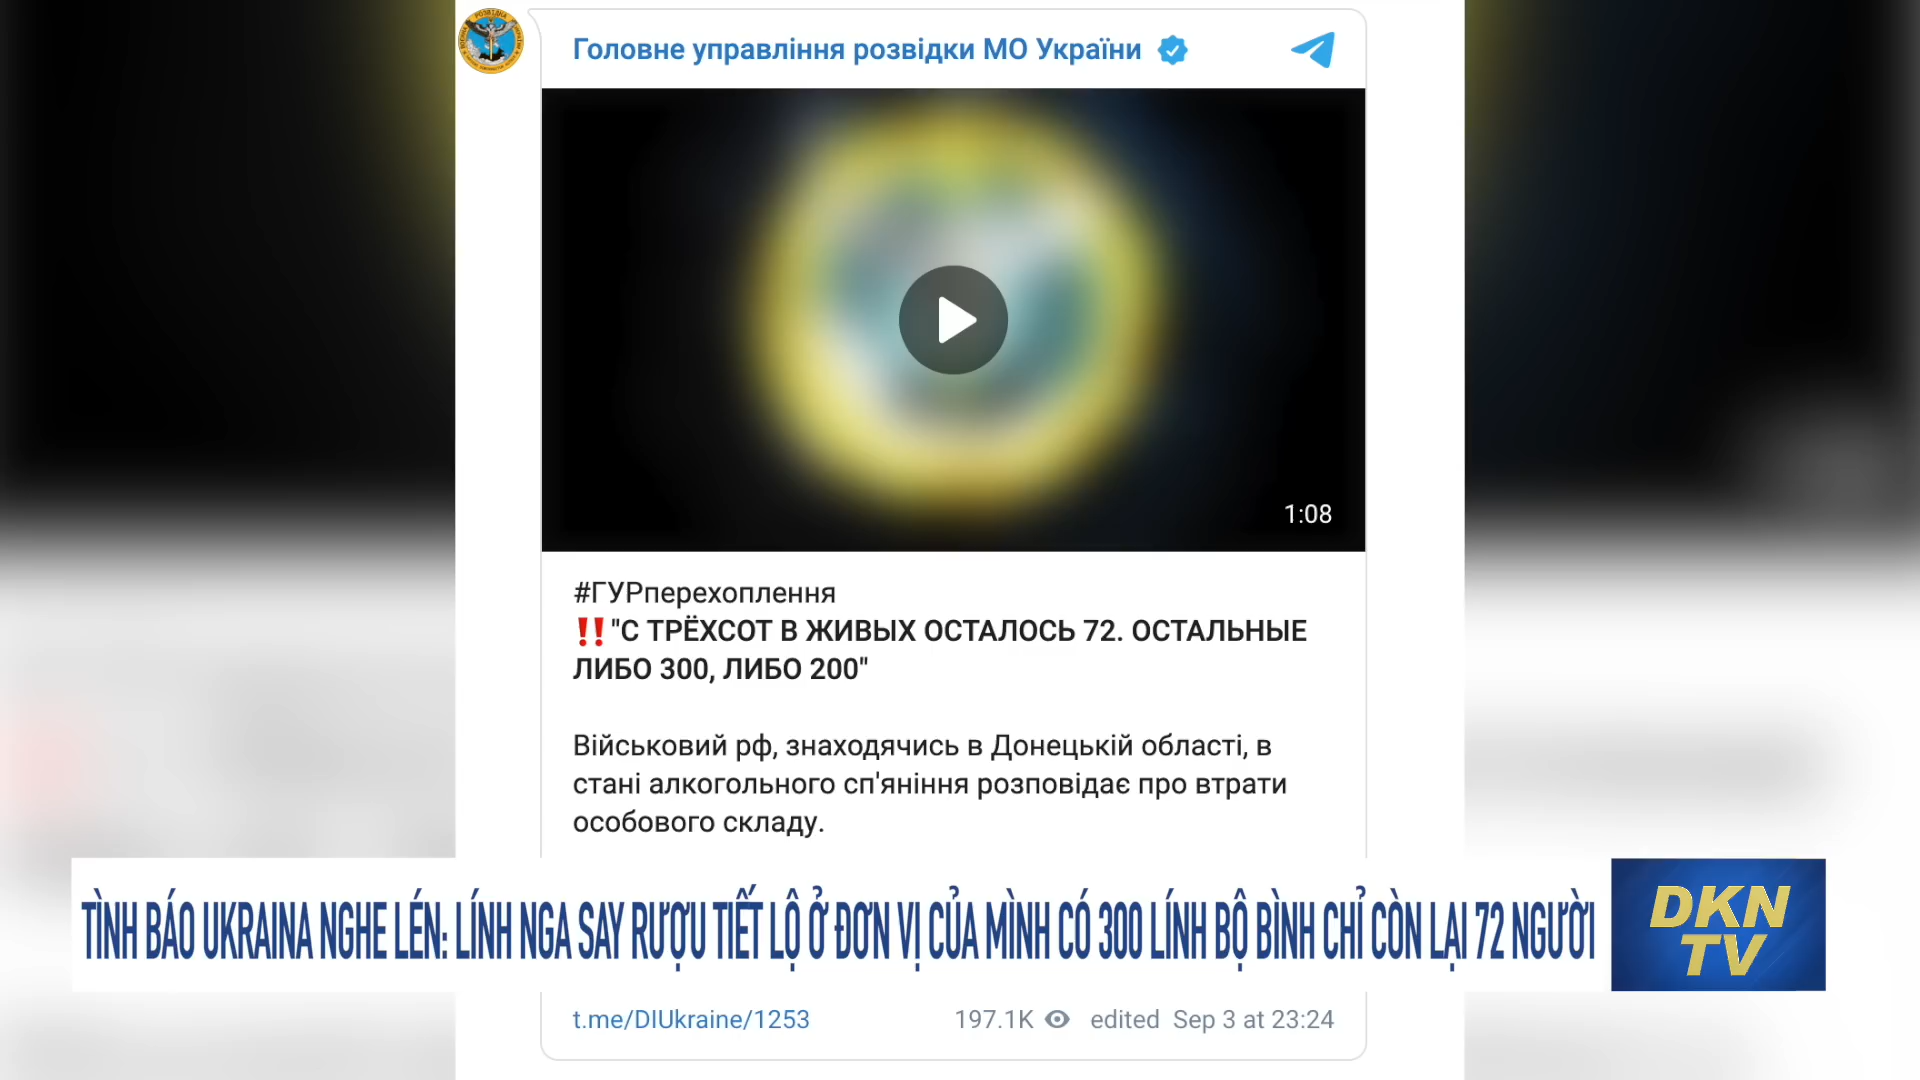 Головне управління розвідки МО України
1:08
#ГУРперехоплення
‼️"С ТРЁХСОТ В ЖИВЫХ ОСТАЛОСЬ 72. ОСТАЛЬНЫЕ
ЛИБО 300, ЛИБО 200"
Військовий рф, знаходячись в Донецькій області, в
стані алкогольного сп'яніння розповідає про втрати
особового складу.
TÌNH BÁO UKRAINA NGHE LÉN: LÍNH NGA SAY RƯỢU TIẾT LỘ Ở ĐƠN VỊ CỦA MÌNH CÓ 300 LÍNH BỘ BÌNH CHỈ CÒN LẠI 72 NGƯỜI
DKN
TV
t.me/DIUkraine/1253
197.1K edited Sep 3 at 23:24